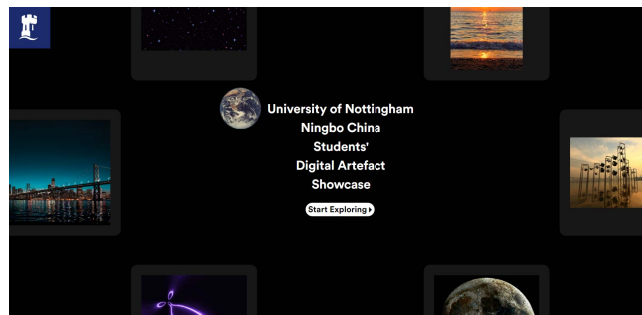 University of Nottingham
Ningbo China
Students'
Digital Artefact
Showcase
Start Exploring